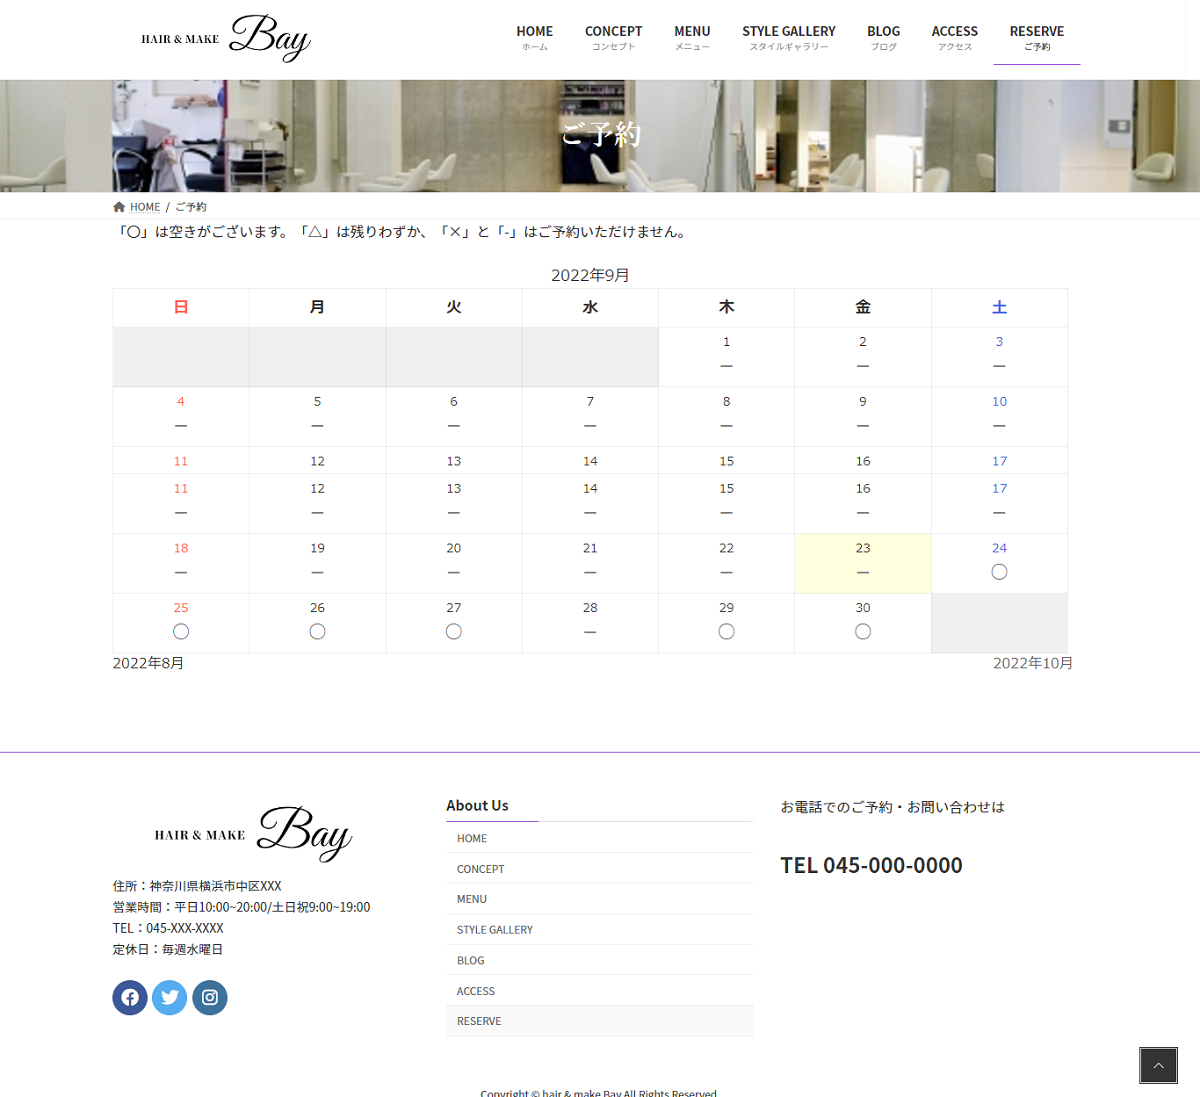 HAIR & MAKE Bay
HOME CONCEPT MENU STYLE GALLERY BLOG ACCESS RESERVE
ホーム コンセプト メニュー スタイルギャラリー ブログ アクセス ご予約
ご予約
HOME / ご予約
「〇」は空きがございます。「△」は残りわずか、「×」と「-」はご予約いただけません。
2022年9月
日 月 火 水 木 金 土
1 2 3
― ― ―
4 5 6 7 8 9 10
― ― ― ― ― ― ―
11 12 13 14 15 16 17
11 12 13 14 15 16 17
― ― ― ― ― ― ―
18 19 20 21 22 23 24
― ― ― ― ― ― 〇
25 26 27 28 29 30
〇 〇 〇 ― 〇 〇
2022年8月 2022年10月
HAIR & MAKE Bay
住所：神奈川県横浜市中区XXX
営業時間：平日10:00~20:00/土日祝9:00~19:00
TEL：045-XXX-XXXX
定休日：毎週水曜日
About Us
HOME
CONCEPT
MENU
STYLE GALLERY
BLOG
ACCESS
RESERVE
お電話でのご予約・お問い合わせは
TEL 045-000-0000
Copyright © hair & make Bay All Rights Reserved.